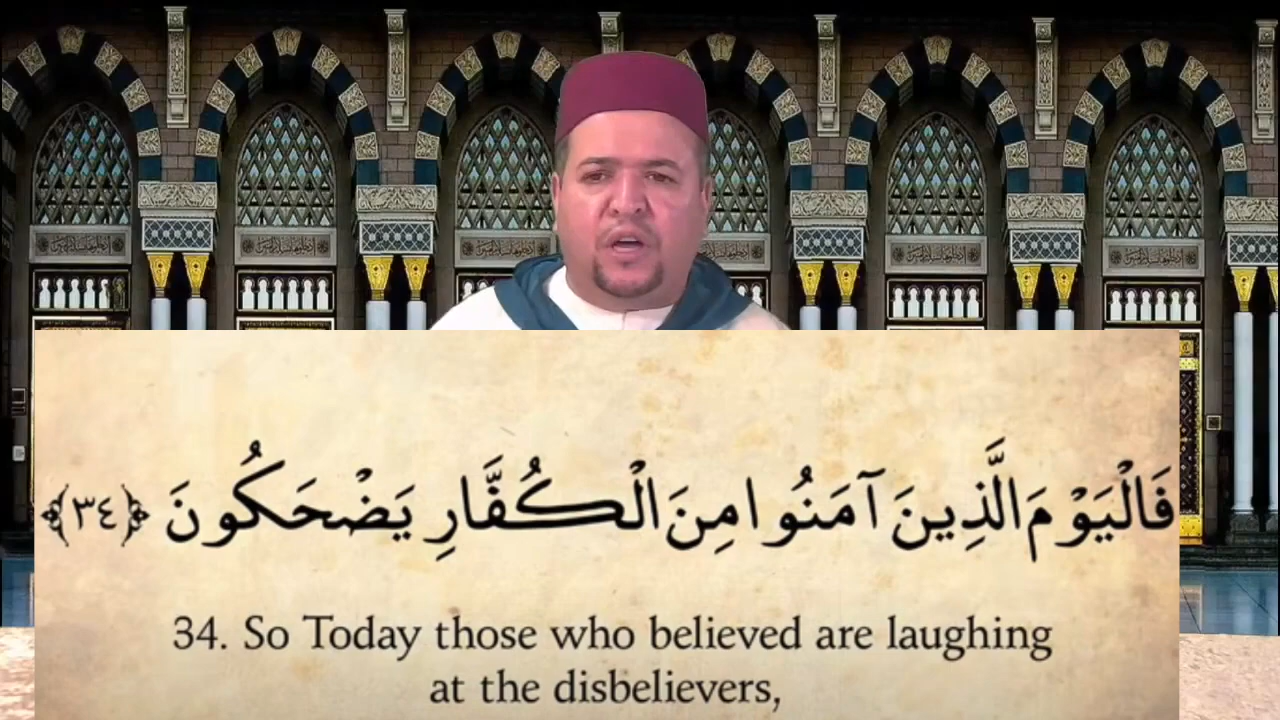 فَالْيَوْمَ الَّذِينَ آمَنُوا مِنَ الْكُفَّارِ يَضْحَكُونَ ﴿٣٤﴾
34. So Today those who believed are laughing
at the disbelievers,